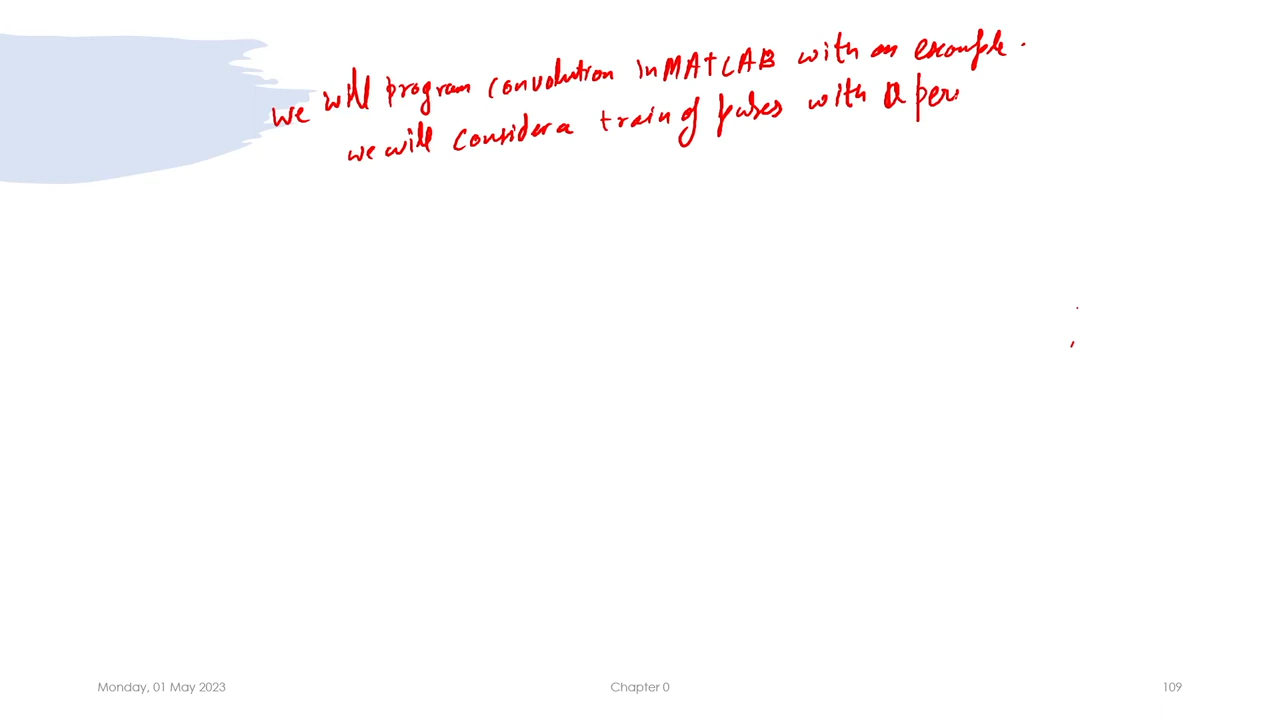 we will program convolution in MATLAB with an example.
we will consider a train of pulses with a per
Monday, 01 May 2023
Chapter 0
109